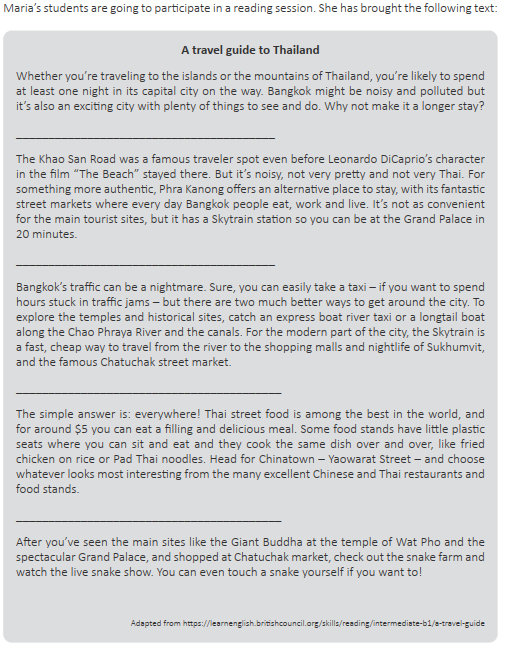 Maria's students are going to participate in a reading session. She has brought the following text:
A travel guide to Thailand
Whether you're traveling to the islands or the mountains of Thailand, you're likely to spend
at least one night in its capital city on the way. Bangkok might be noisy and polluted but
it's also an exciting city with plenty of things to see and do. Why not make it a longer stay?
The Khao San Road was a famous traveler spot even before Leonardo DiCaprio's character
in the film "The Beach" stayed there. But it's noisy, not very pretty and not very Thai. For
something more authentic, Phra Kanong offers an alternative place to stay, with its fantastic
street markets where every day Bangkok people eat, work and live. It's not as convenient
for the main tourist sites, but it has a Skytrain station so you can be at the Grand Palace in
20 minutes.
Bangkok's traffic can be a nightmare. Sure, you can easily take a taxi – if you want to spend
hours stuck in traffic jams – but there are two much better ways to get around the city. To
explore the temples and historical sites, catch an express boat river taxi or a longtail boat
along the Chao Phraya River and the canals. For the modern part of the city, the Skytrain is
a fast, cheap way to travel from the river to the shopping malls and nightlife of Sukhumvit,
and the famous Chatuchak street market.
The simple answer is: everywhere! Thai street food is among the best in the world, and
for around $5 you can eat a filling and delicious meal. Some food stands have little plastic
seats where you can sit and eat and they cook the same dish over and over, like fried
chicken on rice or Pad Thai noodles. Head for Chinatown – Yaowarat Street – and choose
whatever looks most interesting from the many excellent Chinese and Thai restaurants and
food stands.
After you've seen the main sites like the Giant Buddha at the temple of Wat Pho and the
spectacular Grand Palace, and shopped at Chatuchak market, check out the snake farm and
watch the live snake show. You can even touch a snake yourself if you want to!
Adapted from https://learnenglish.britishcouncil.org/skills/reading/intermediate-b1/a-travel-guide